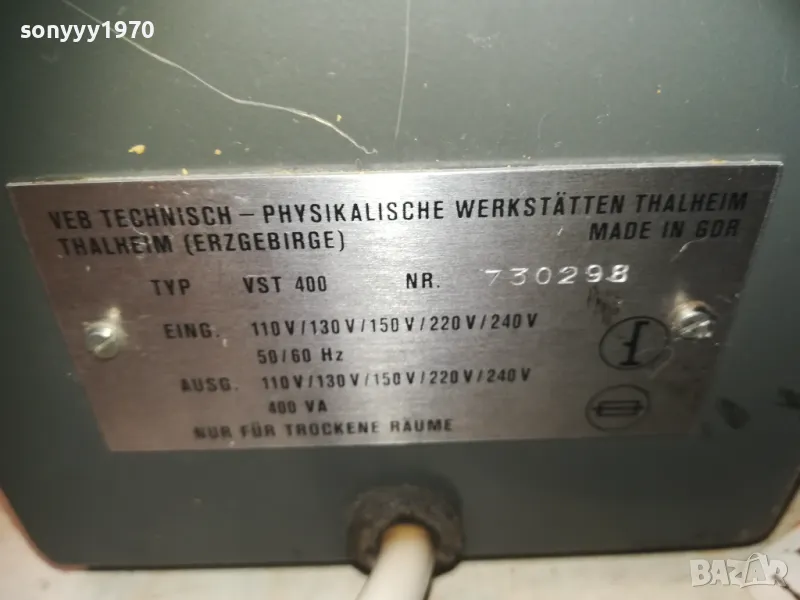 sonyyy1970
VEB TECHNISCH – PHYSIKALISCHE WERKSTÄTTEN THALHEIM
THALHEIM (ERZGEBIRGE) MADE IN GDR
TYP VST 400 NR. 730298
EING. 110 V / 130 V / 150 V / 220 V / 240 V
50 / 60 Hz
AUSG. 110 V / 130 V / 150 V / 220 V / 240 V
400 VA
NUR FÜR TROCKENE RÄUME
BAZAR